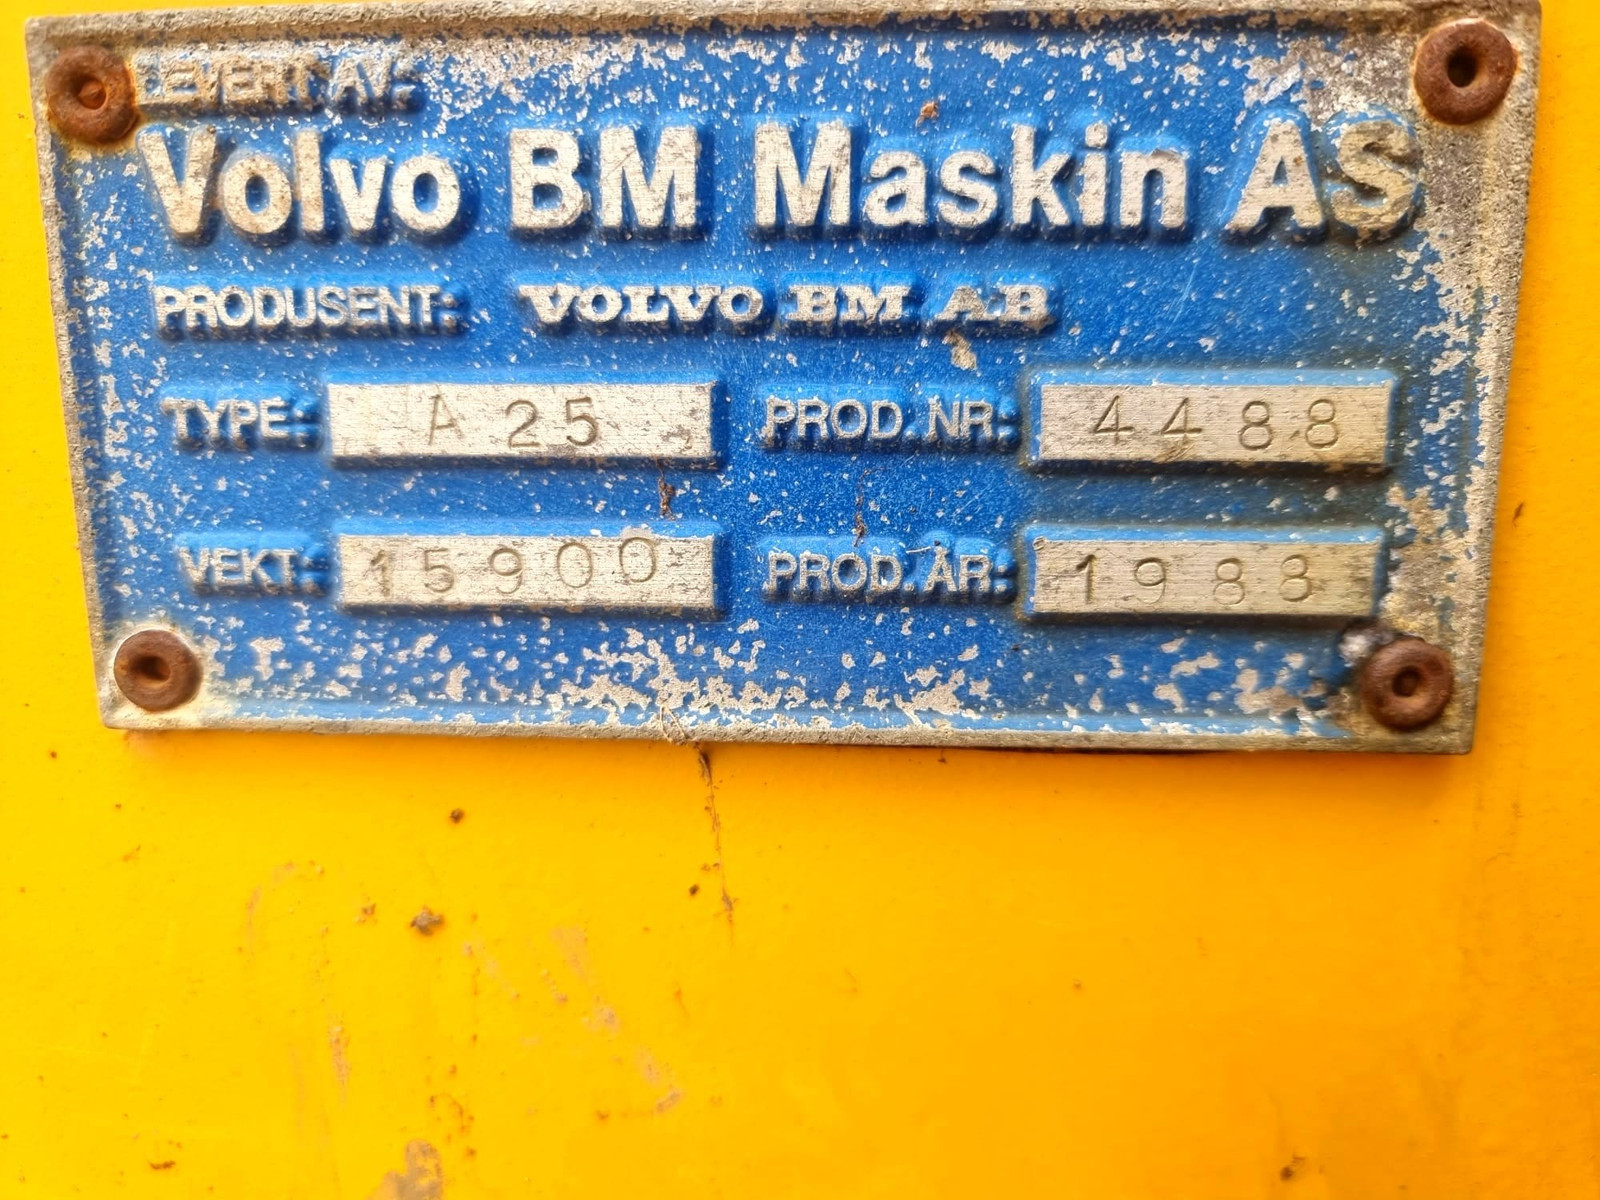 LEVERT AV:
Volvo BM Maskin AS
PRODUSENT: VOLVO BM AB
TYPE: A 25 PROD. NR: 4488
VEKT: 15900 PROD. ÅR: 1988